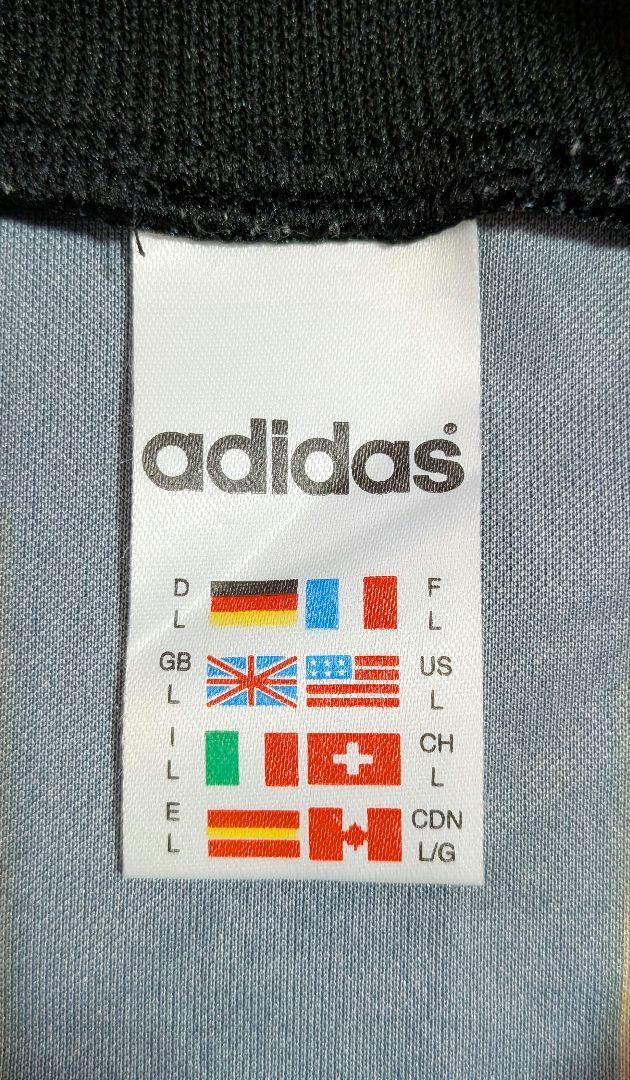 adidas®
D F
L L
GB US
L L
I CH
L L
E CDN
L L/G